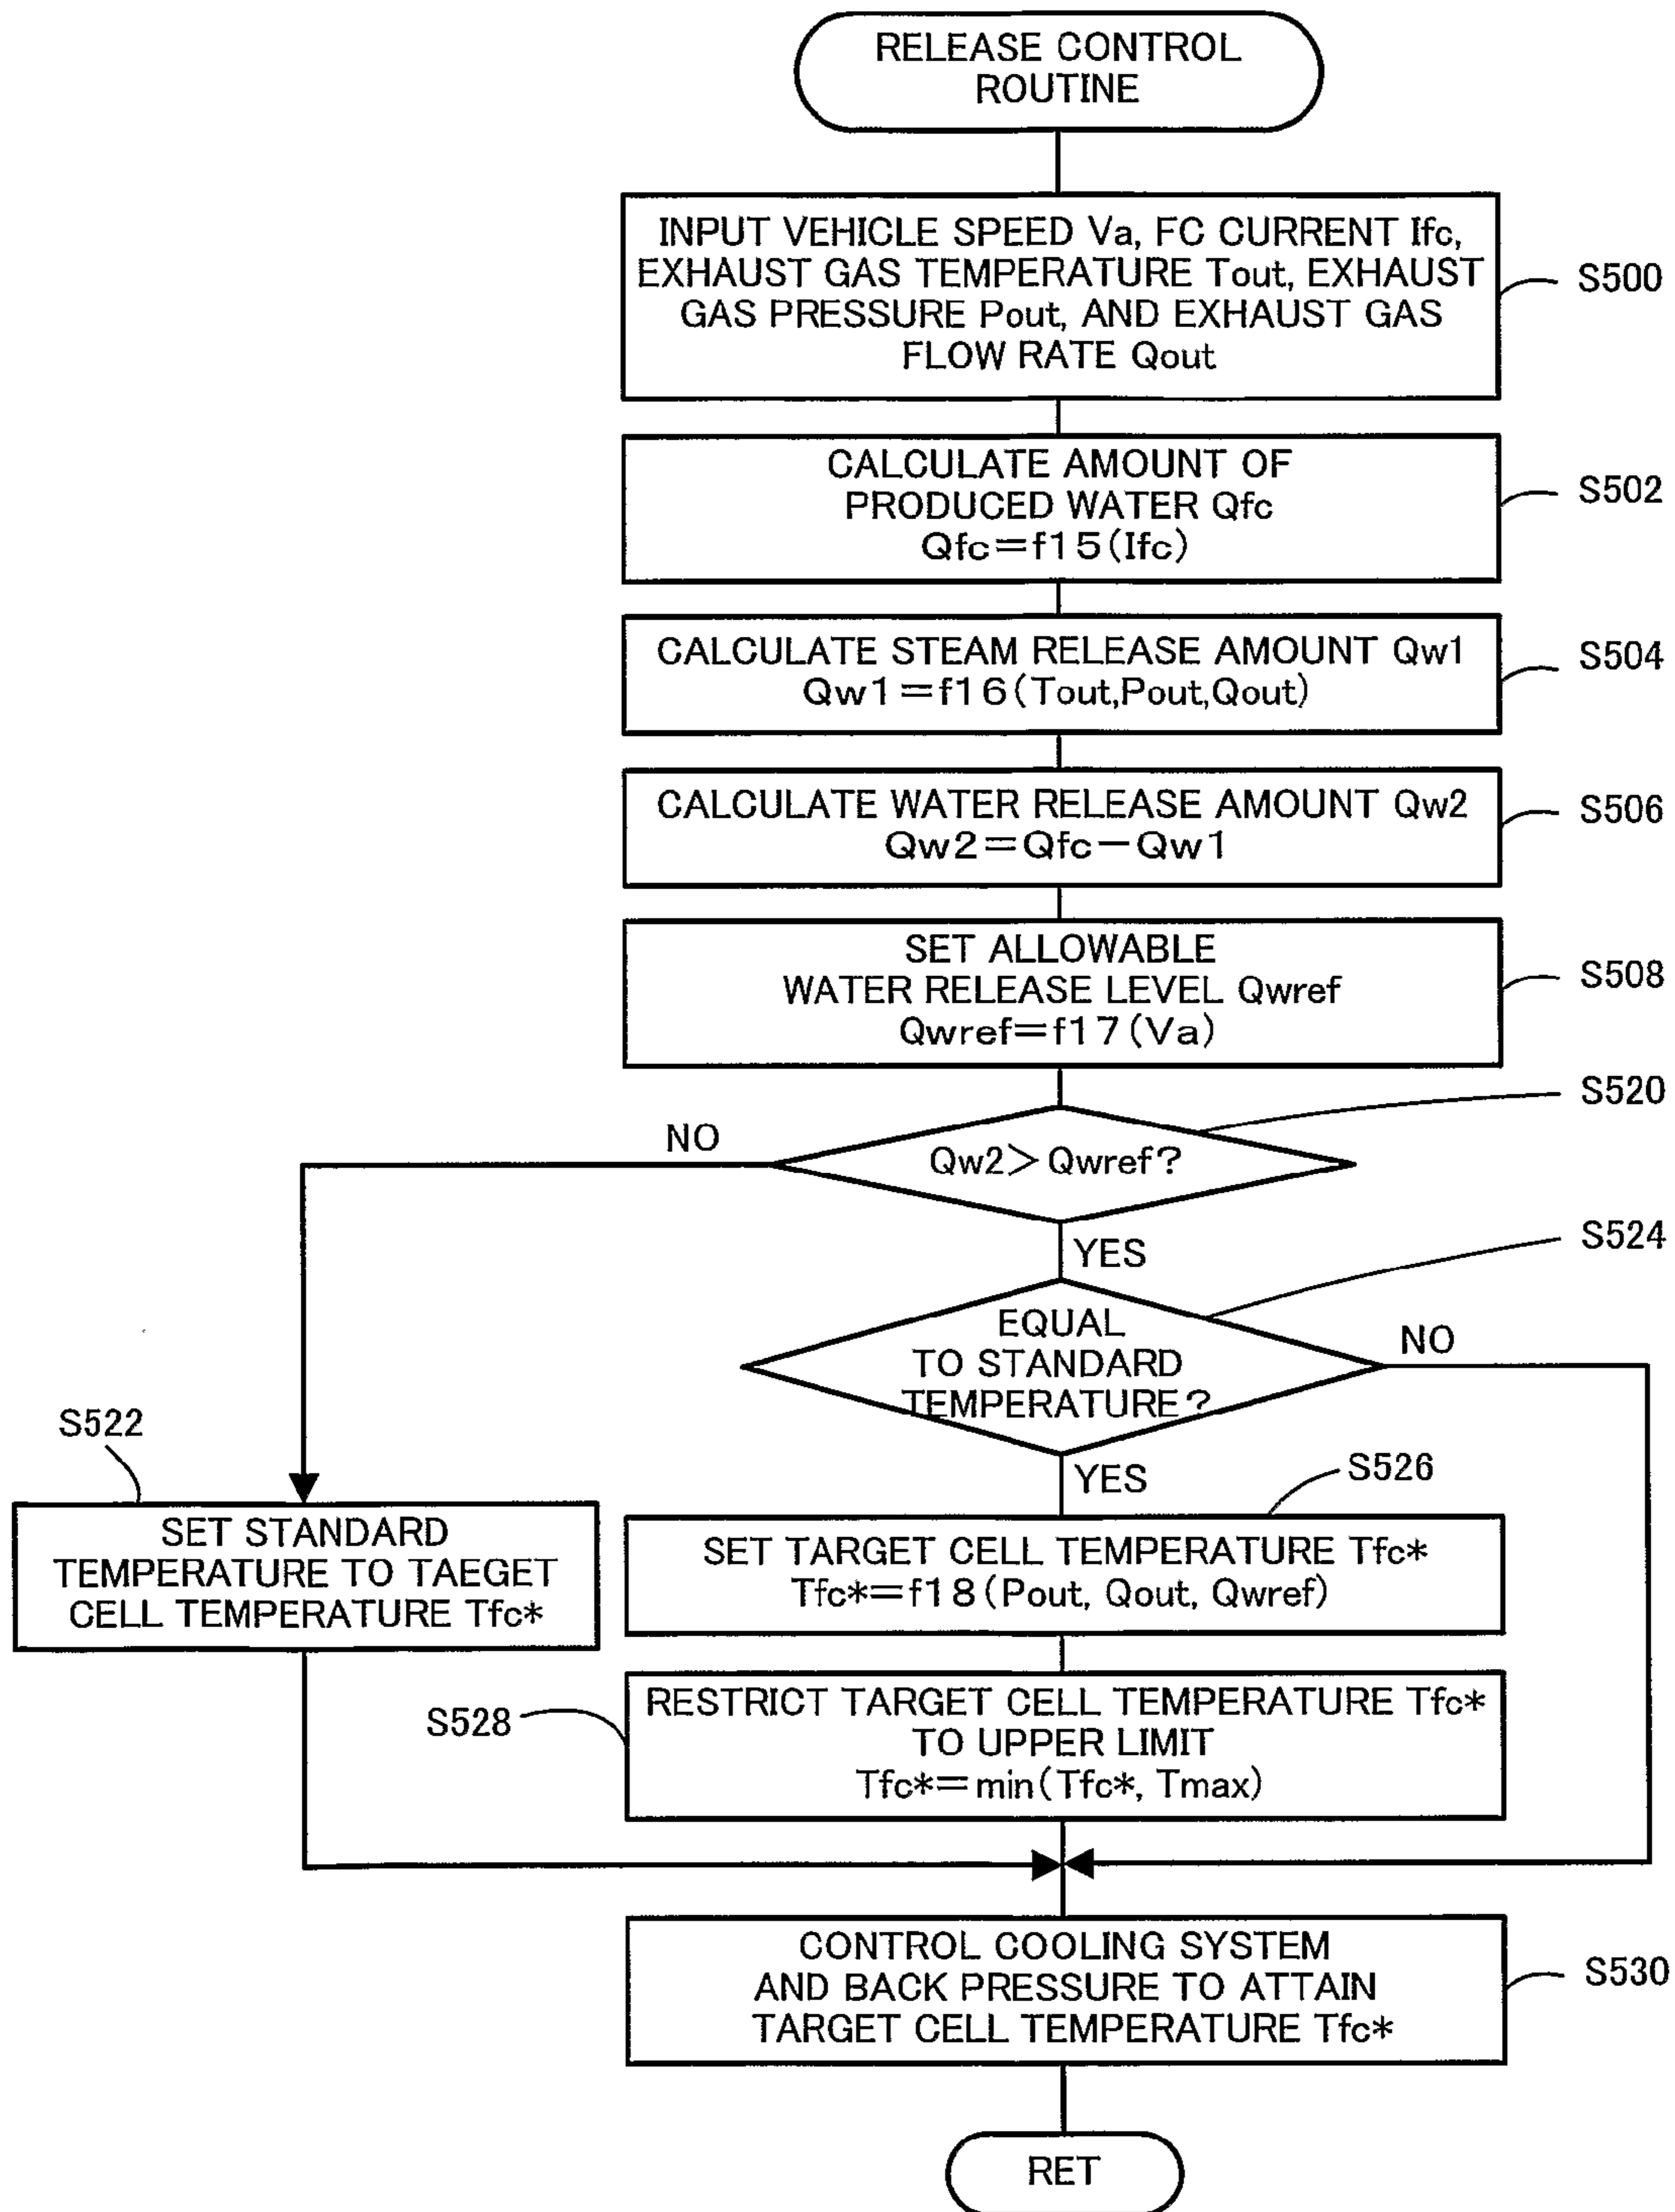 RELEASE CONTROL
ROUTINE
INPUT VEHICLE SPEED Va, FC CURRENT Ifc,
EXHAUST GAS TEMPERATURE Tout, EXHAUST
GAS PRESSURE Pout, AND EXHAUST GAS
FLOW RATE Qout
S500
CALCULATE AMOUNT OF
PRODUCED WATER Qfc
Qfc=f15(Ifc)
S502
CALCULATE STEAM RELEASE AMOUNT Qw1
Qw1=f16(Tout,Pout,Qout)
S504
CALCULATE WATER RELEASE AMOUNT Qw2
Qw2=Qfc-Qw1
S506
SET ALLOWABLE
WATER RELEASE LEVEL Qwref
Qwref=f17(Va)
S508
S520
NO
Qw2>Qwref?
YES
S524
EQUAL
TO STANDARD
TEMPERATURE?
NO
YES
S522
SET STANDARD
TEMPERATURE TO TAEGET
CELL TEMPERATURE Tfc*
S526
SET TARGET CELL TEMPERATURE Tfc*
Tfc*=f18(Pout, Qout, Qwref)
S528
RESTRICT TARGET CELL TEMPERATURE Tfc*
TO UPPER LIMIT
Tfc*=min(Tfc*, Tmax)
CONTROL COOLING SYSTEM
AND BACK PRESSURE TO ATTAIN
TARGET CELL TEMPERATURE Tfc*
S530
RET